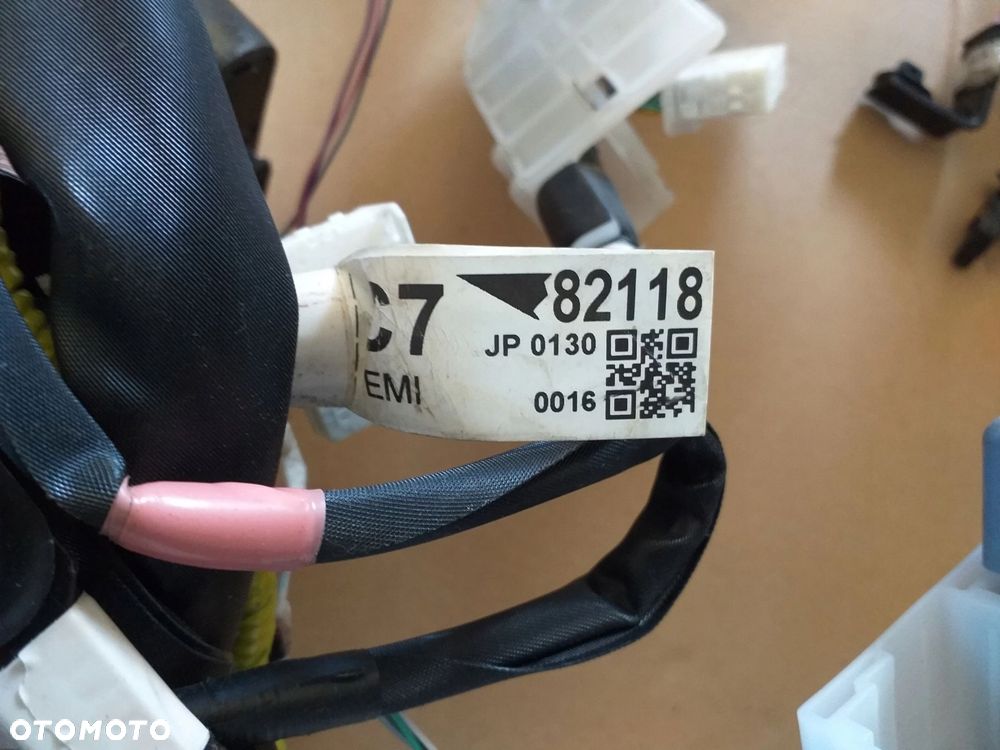 C7 82118
JP 0130
EMI 0016
OTOMOTO